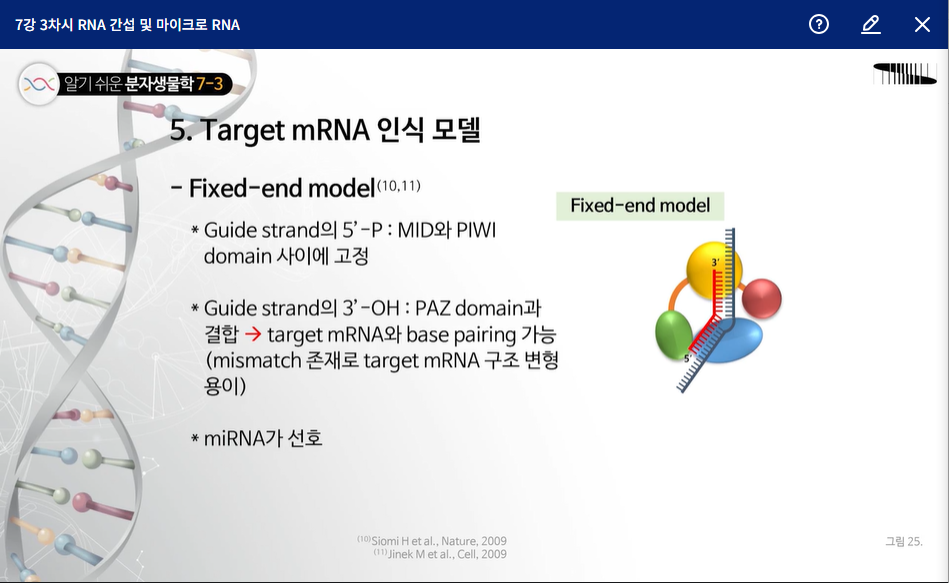 7강 3차시 RNA 간섭 및 마이크로 RNA
알기 쉬운 분자생물학 7-3
5. Target mRNA 인식 모델
- Fixed-end model(10,11)
* Guide strand의 5'-P : MID와 PIWI
domain 사이에 고정
* Guide strand의 3'-OH : PAZ domain과
결합 → target mRNA와 base pairing 가능
(mismatch 존재로 target mRNA 구조 변형
용이)
* miRNA가 선호
Fixed-end model
3'
5'
(10)Siomi H et al., Nature, 2009
(11)Jinek M et al., Cell, 2009
그림 25.